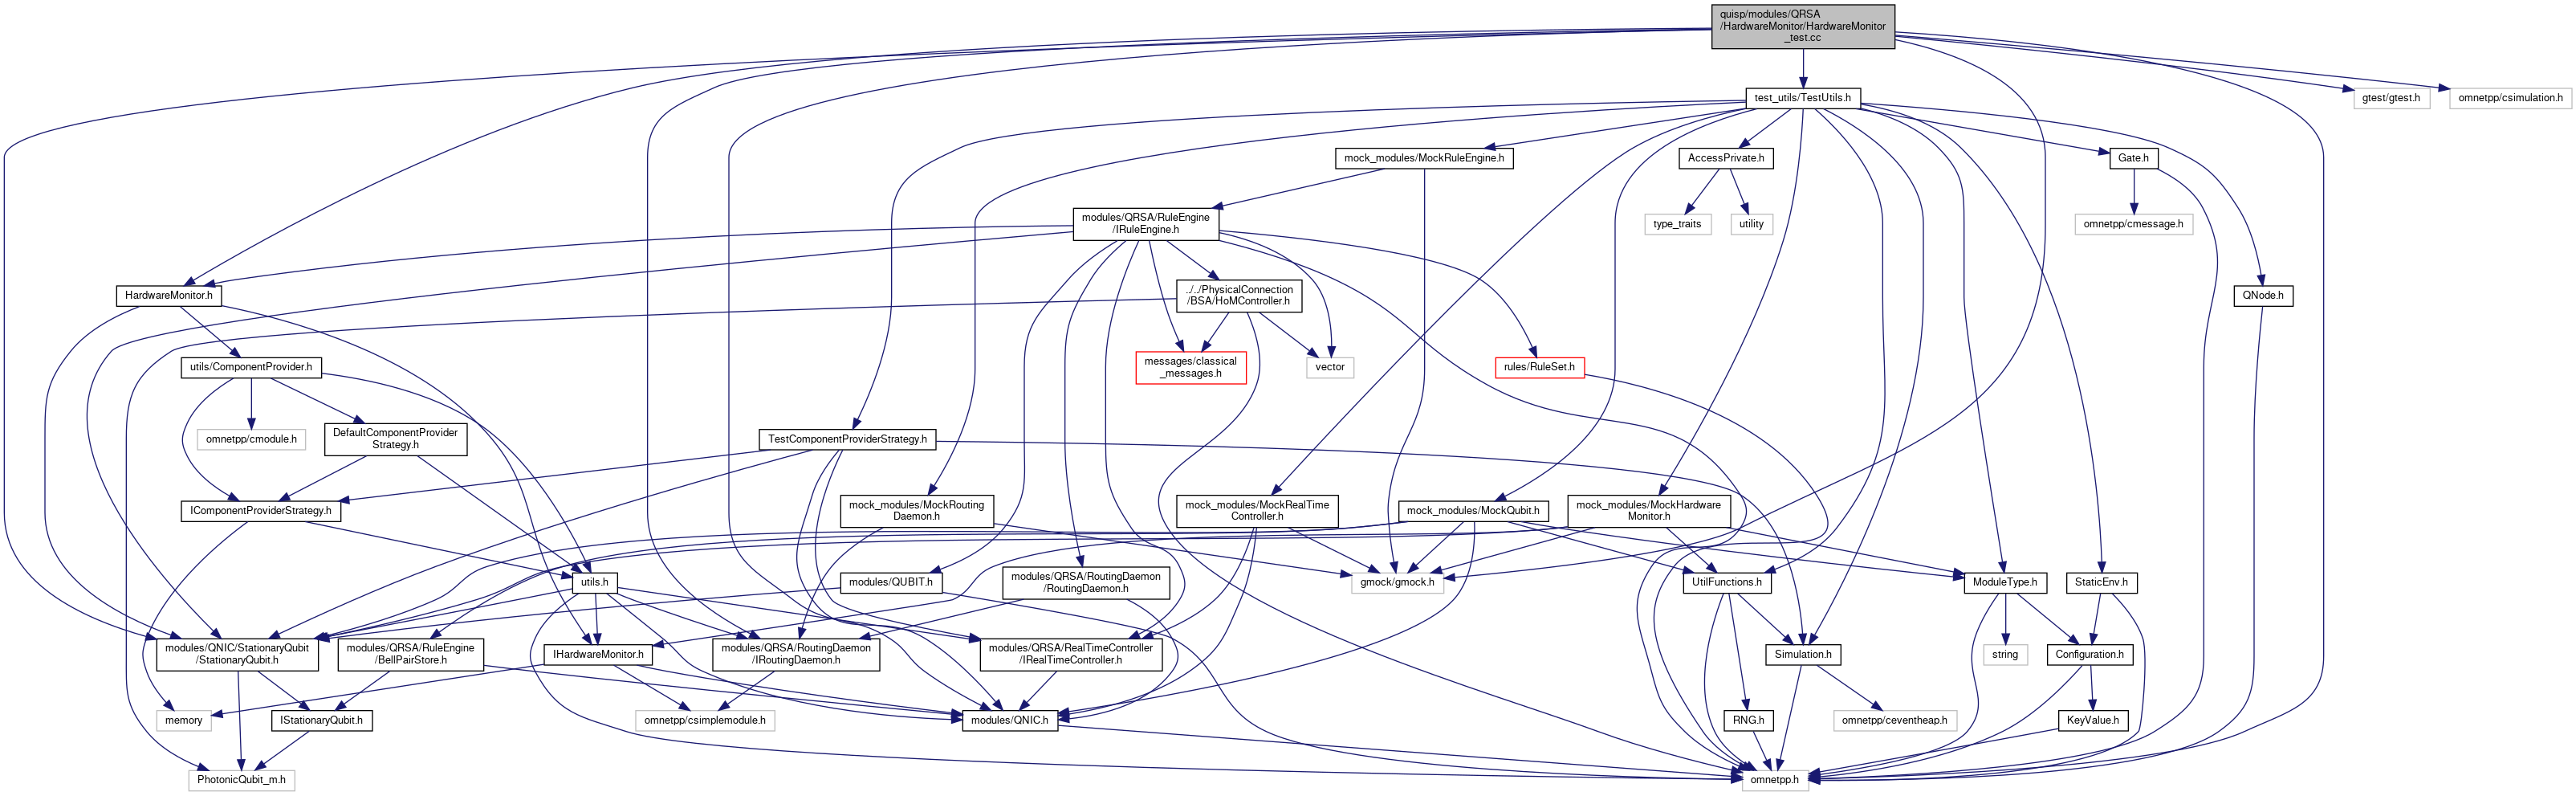 quisp/modules/QRSA
/HardwareMonitor/HardwareMonitor
_test.cc
test_utils/TestUtils.h
gtest/gtest.h
omnetpp/csimulation.h
mock_modules/MockRuleEngine.h
AccessPrivate.h
Gate.h
modules/QRSA/RuleEngine
/IRuleEngine.h
type_traits
utility
omnetpp/cmessage.h
HardwareMonitor.h
../../PhysicalConnection
/BSA/HoMController.h
QNode.h
utils/ComponentProvider.h
messages/classical
_messages.h
vector
rules/RuleSet.h
omnetpp/cmodule.h
DefaultComponentProvider
Strategy.h
TestComponentProviderStrategy.h
IComponentProviderStrategy.h
mock_modules/MockRouting
Daemon.h
mock_modules/MockRealTime
Controller.h
mock_modules/MockQubit.h
mock_modules/MockHardware
Monitor.h
utils.h
modules/QUBIT.h
modules/QRSA/RoutingDaemon
/RoutingDaemon.h
gmock/gmock.h
UtilFunctions.h
ModuleType.h
StaticEnv.h
modules/QNIC/StationaryQubit
/StationaryQubit.h
modules/QRSA/RuleEngine
/BellPairStore.h
IHardwareMonitor.h
modules/QRSA/RoutingDaemon
/IRoutingDaemon.h
modules/QRSA/RealTimeController
/IRealTimeController.h
Simulation.h
string
Configuration.h
memory
IStationaryQubit.h
omnetpp/csimplemodule.h
modules/QNIC.h
RNG.h
omnetpp/ceventheap.h
KeyValue.h
PhotonicQubit_m.h
omnetpp.h